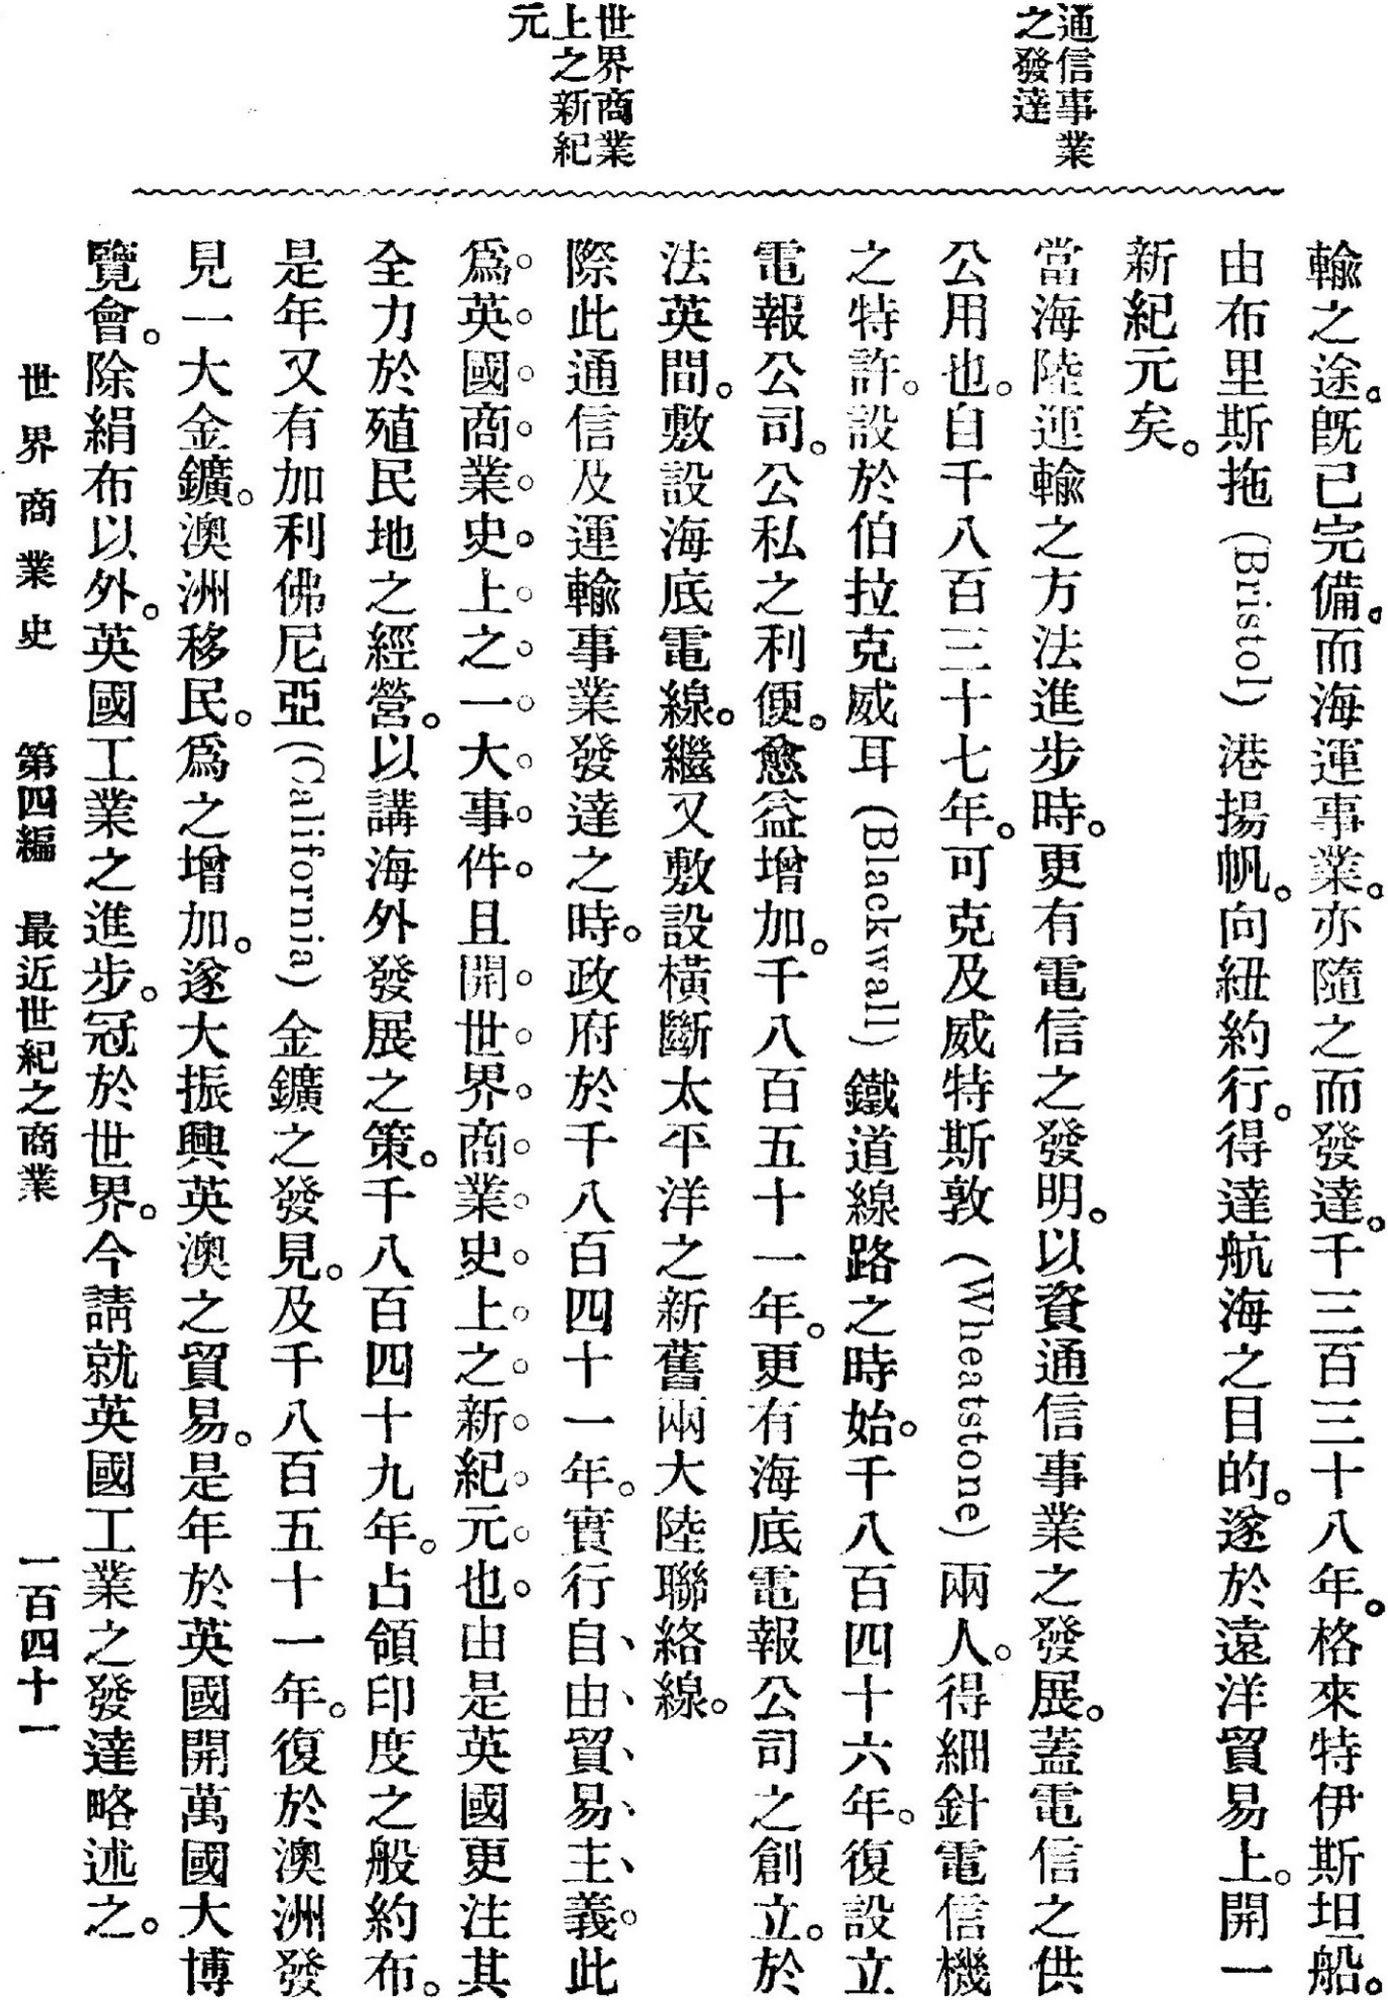 通信事業
之發達
世界商業
上之新紀
元
輸之途。既已完備。而海運事業。亦隨之而發達。千三百三十八年。格來特伊斯坦船。
由布里斯拖(Bristol)港揚帆。向紐約行。得達航海之目的。遂於遠洋貿易上。開一
新紀元矣。
當海陸運輸之方法進步時。更有電信之發明。以資通信事業之發展。蓋電信之供
公用也。自千八百三十七年。可克及威特斯敦(Wheatstone)兩人。得細針電信機
之特許。設於伯拉克威耳(Blackwall)鐵道線路之時始。千八百四十六年。復設立
電報公司。公私之利便。愈益增加。千八百五十一年。更有海底電報公司之創立。於
法英間。敷設海底電線。繼又敷設橫斷太平洋之新舊兩大陸聯絡線。
際此通信及運輸事業發達之時。政府於千八百四十一年。實行自由貿易主義。此
爲英國商業史上之一大事件。且開世界商業史上之新紀元也。由是英國更注其
全力於殖民地之經營。以講海外發展之策。千八百四十九年。占領印度之般約布。
是年又有加利佛尼亞(California)金鑛之發見。及千八百五十一年。復於澳洲發
見一大金鑛。澳洲移民。爲之增加。遂大振興英澳之貿易。是年於英國開萬國大博
覽會。除絹布以外。英國工業之進步。冠於世界。今請就英國工業之發達略述之。
世界商業史 第四編 最近世紀之商業 一百四十一